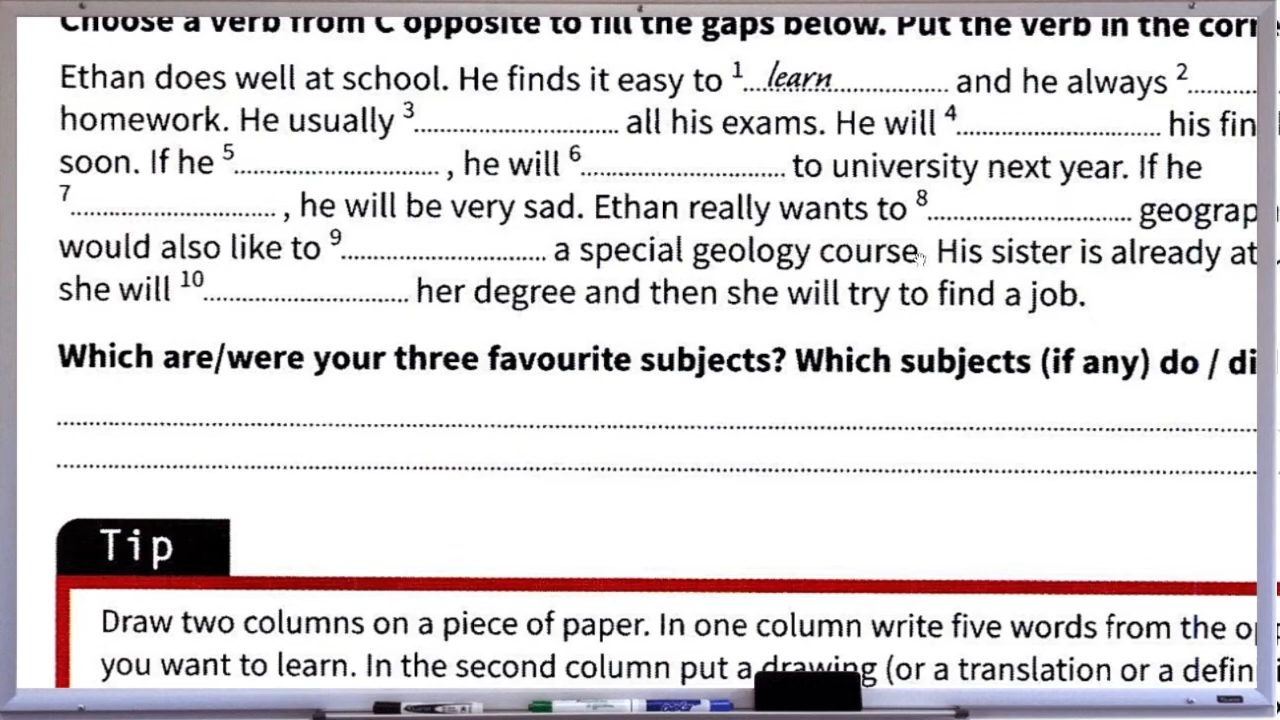 Choose a verb from C opposite to fill the gaps below. Put the verb in the corre
Ethan does well at school. He finds it easy to 1 learn and he always 2
homework. He usually 3 all his exams. He will 4 his fin
soon. If he 5 , he will 6 to university next year. If he
7 , he will be very sad. Ethan really wants to 8 geograp
would also like to 9 a special geology course. His sister is already at
she will 10 her degree and then she will try to find a job.
Which are/were your three favourite subjects? Which subjects (if any) do / di
Tip
Draw two columns on a piece of paper. In one column write five words from the op
you want to learn. In the second column put a drawing (or a translation or a defin